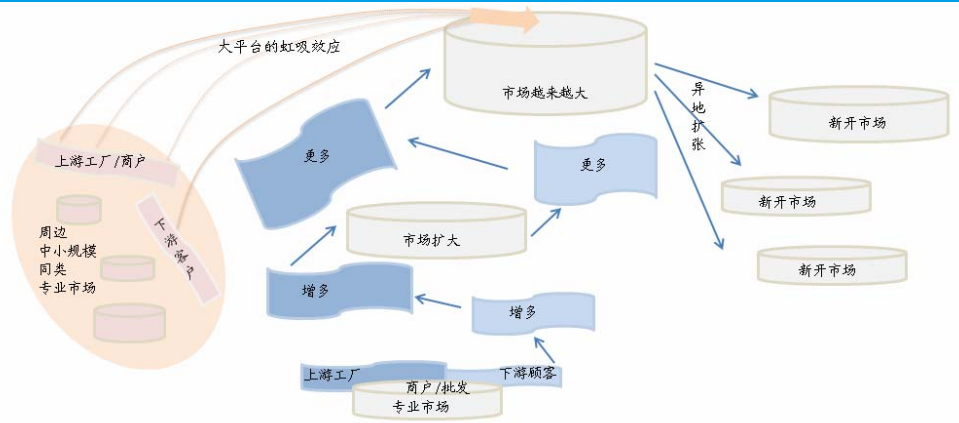 大平台的虹吸效应
市场越来越大
异地扩张
新开市场
新开市场
新开市场
更多
更多
上游工厂/商户
下游客户
周边
中小规模
同类
专业市场
市场扩大
增多
增多
上游工厂
下游顾客
商户/批发
专业市场